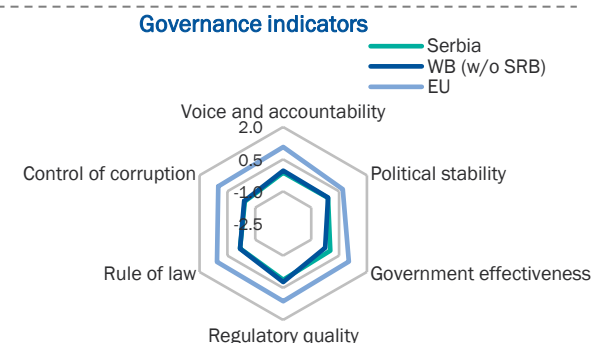 Governance indicators
Serbia
WB (w/o SRB)
EU
Voice and accountability
2.0
Control of corruption
0.5
Political stability
-1.0
-2.5
Rule of law
Government effectiveness
Regulatory quality